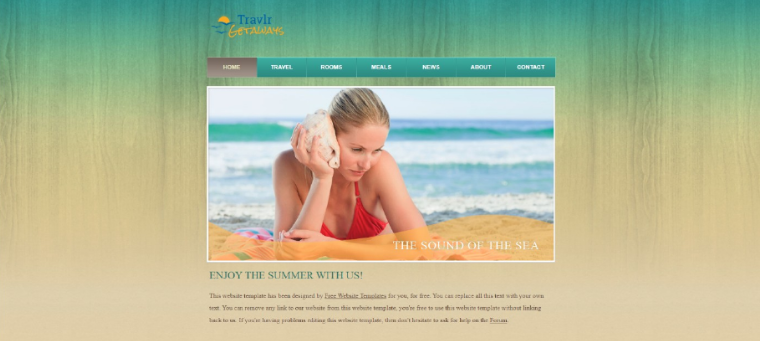 Travlr
Getaways
HOME TRAVEL ROOMS MEALS NEWS ABOUT CONTACT
THE SOUND OF THE SEA
ENJOY THE SUMMER WITH US!
This website template has been designed by Free Website Templates for you, for free. You can replace all this text with your own
text. You can remove any link to our website from this website template, you're free to use this website template without linking
back to us. If you're having problems editing this website template, then don't hesitate to ask for help on the Forum.